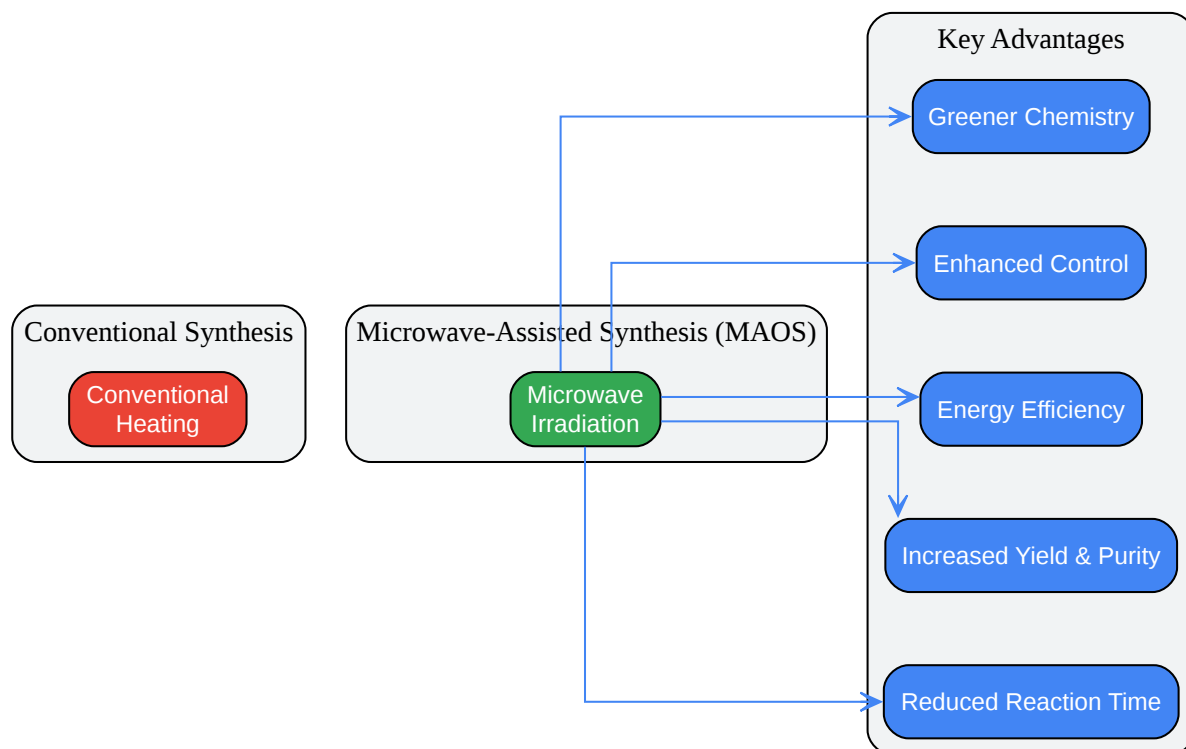 Conventional Synthesis
Conventional
Heating
Microwave-Assisted Synthesis (MAOS)
Microwave
Irradiation
Key Advantages
Greener Chemistry
Enhanced Control
Energy Efficiency
Increased Yield & Purity
Reduced Reaction Time